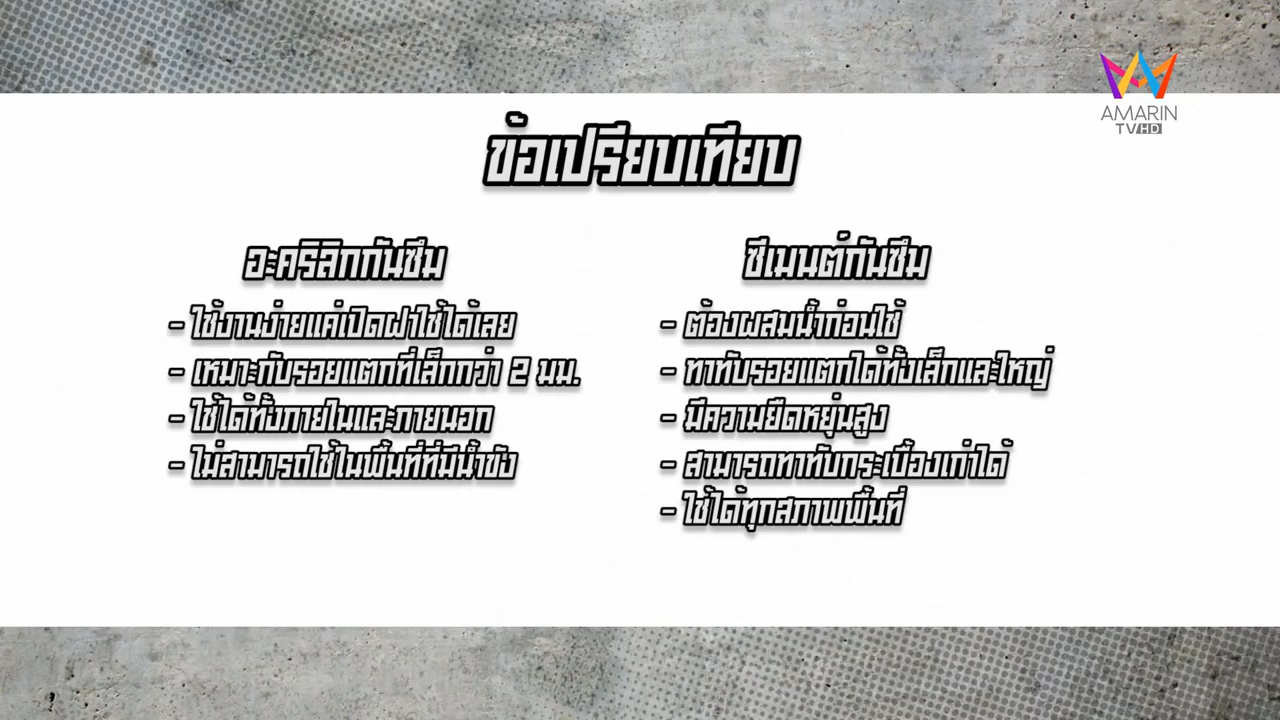 AMARIN
TV HD
ข้อเปรียบเทียบ
อะคริลิกกันซึม
- ใช้งานง่ายแค่เปิดฝาใช้ได้เลย
- เหมาะกับรอยแตกที่เล็กกว่า 2 มม.
- ใช้ได้ทั้งภายในและภายนอก
- ไม่สามารถใช้ในพื้นที่ที่มีน้ำขัง
ซีเมนต์กันซึม
- ต้องผสมน้ำก่อนใช้
- ทาทับรอยแตกได้ทั้งเล็กและใหญ่
- มีความยืดหยุ่นสูง
- สามารถทาทับกระเบื้องเก่าได้
- ใช้ได้ทุกสภาพพื้นที่